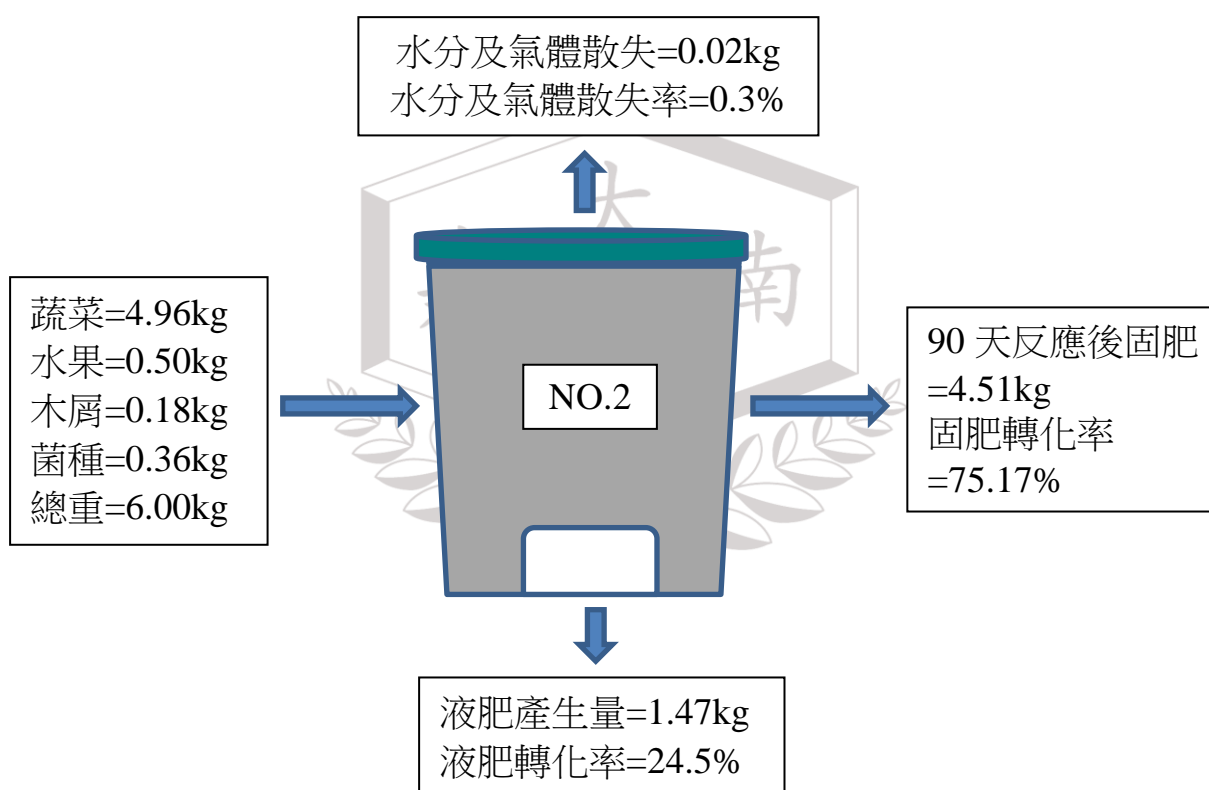 水分及氣體散失=0.02kg
水分及氣體散失率=0.3%
大
南
蔬菜=4.96kg
水果=0.50kg
木屑=0.18kg
菌種=0.36kg
總重=6.00kg
NO.2
90 天反應後固肥
=4.51kg
固肥轉化率
=75.17%
液肥產生量=1.47kg
液肥轉化率=24.5%